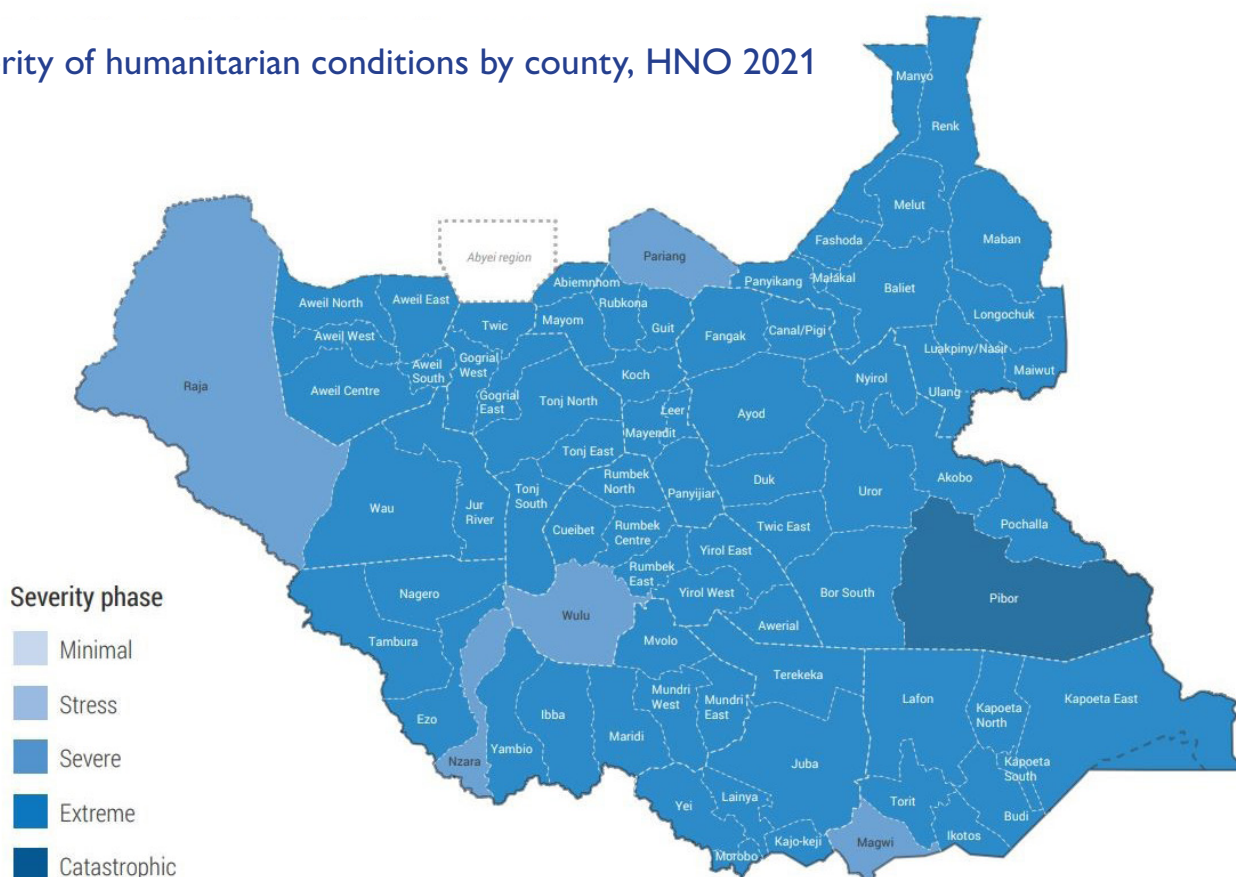 rity of humanitarian conditions by county, HNO 2021
Manyo
Renk
Melut
Maban
Fashoda
Abyei region
Pariang
Malakal
Panyikang
Baliet
Abiemnhom
Aweil East
Aweil North
Rubkona
Longochuk
Mayom
Guit
Twic
Fangak
Canal/Pigi
Aweil West
Luakpiny/Nasir
Gogrial
West
Aweil
South
Maiwut
Koch
Nyirol
Raja
Aweil Centre
Ulang
Gogrial
East
Tonj North
Leer
Ayod
Mayendit
Tonj East
Rumbek
North
Akobo
Duk
Tonj
South
Panyijiar
Uror
Jur
River
Wau
Pochalla
Cueibet
Rumbek
Centre
Twic East
Yirol East
Rumbek
East
Yirol West
Bor South
Nagero
Pibor
Severity phase
Wulu
Awerial
Tambura
Mvolo
Minimal
Terekeka
Mundri
West
Mundri
East
Lafon
Kapoeta East
Kapoeta
North
Stress
Ezo
Ibba
Maridi
Yambio
Severe
Nzara
Juba
Kapoeta
South
Lainya
Yei
Torit
Budi
Extreme
Ikotos
Kajo-keji
Magwi
Morobo
Catastrophic